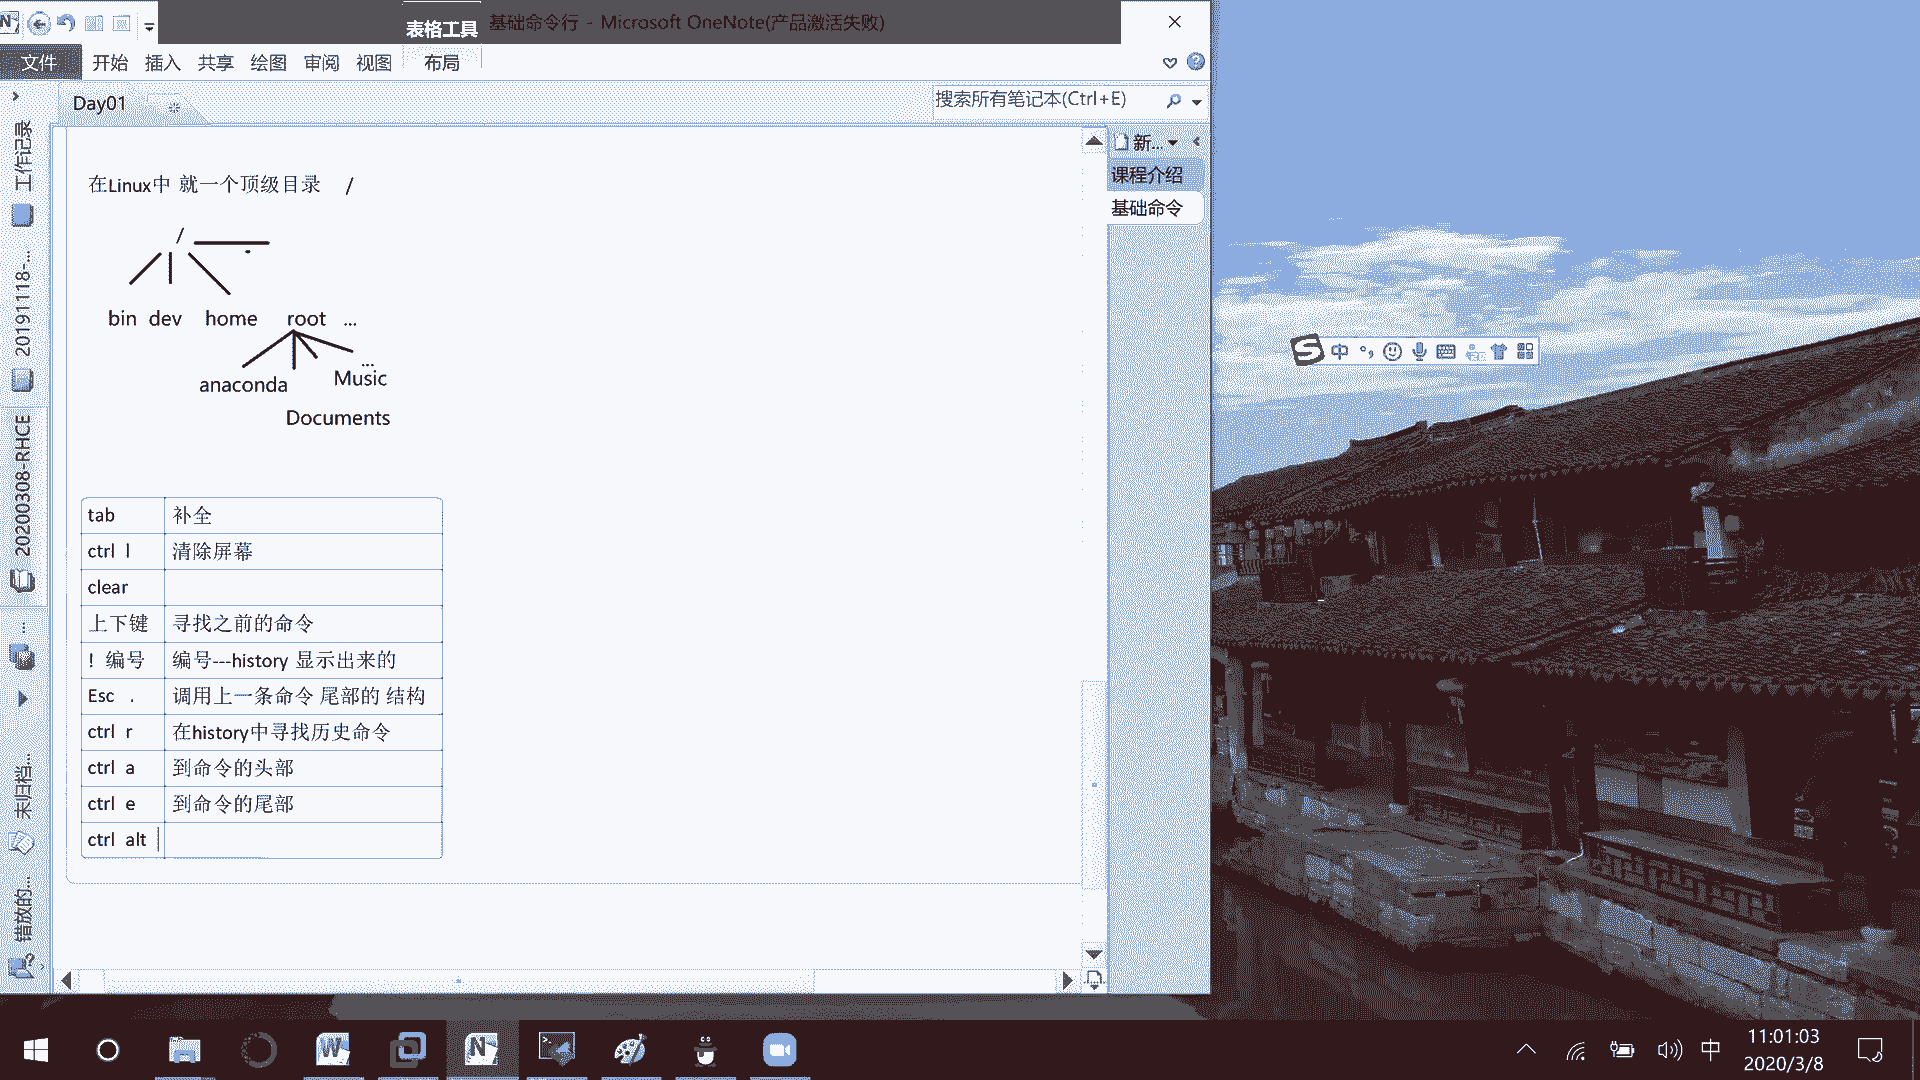 表格工具
基础命令行 - Microsoft OneNote(产品激活失败)
文件 开始 插入 共享 绘图 审阅 视图 布局
Day01
搜索所有笔记本(Ctrl+E)
工作记录
20191118-...
20200308-RHCE
...
未归档...
错放的...
新...
课程介绍
基础命令
在Linux中 就一个顶级目录 /
/
bin dev home root ...
...
anaconda Music
Documents
tab 补全
ctrl l 清除屏幕
clear
上下键 寻找之前的命令
! 编号 编号---history 显示出来的
Esc . 调用上一条命令 尾部的 结构
ctrl r 在history中寻找历史命令
ctrl a 到命令的头部
ctrl e 到命令的尾部
ctrl alt
中
中
11:01:03
2020/3/8